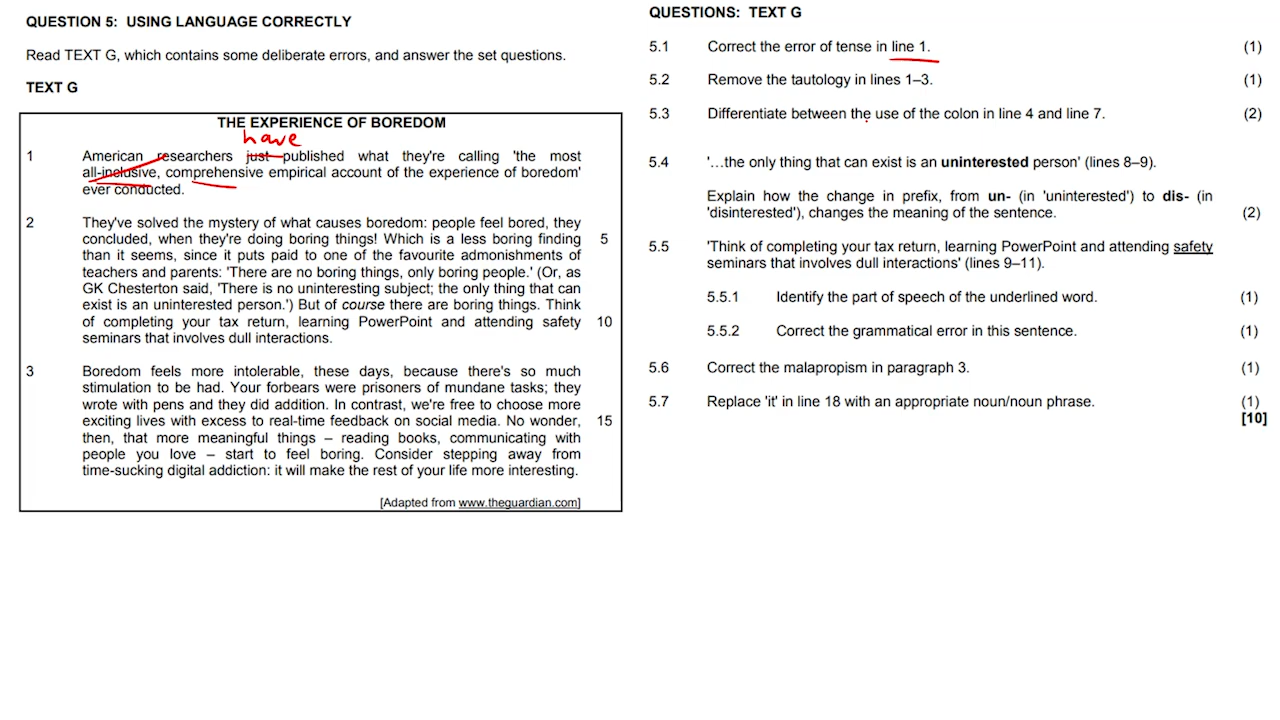 QUESTION 5: USING LANGUAGE CORRECTLY
Read TEXT G, which contains some deliberate errors, and answer the set questions.
TEXT G
THE EXPERIENCE OF BOREDOM
have
1 American researchers just published what they're calling 'the most
all-inclusive, comprehensive empirical account of the experience of boredom'
ever conducted.
2 They've solved the mystery of what causes boredom: people feel bored, they
concluded, when they're doing boring things! Which is a less boring finding 5
than it seems, since it puts paid to one of the favourite admonishments of
teachers and parents: 'There are no boring things, only boring people.' (Or, as
GK Chesterton said, 'There is no uninteresting subject; the only thing that can
exist is an uninterested person.') But of course there are boring things. Think
of completing your tax return, learning PowerPoint and attending safety 10
seminars that involves dull interactions.
3 Boredom feels more intolerable, these days, because there's so much
stimulation to be had. Your forbears were prisoners of mundane tasks; they
wrote with pens and they did addition. In contrast, we're free to choose more
exciting lives with excess to real-time feedback on social media. No wonder, 15
then, that more meaningful things – reading books, communicating with
people you love – start to feel boring. Consider stepping away from
time-sucking digital addiction: it will make the rest of your life more interesting.
[Adapted from www.theguardian.com]
QUESTIONS: TEXT G
5.1 Correct the error of tense in line 1. (1)
5.2 Remove the tautology in lines 1–3. (1)
5.3 Differentiate between the use of the colon in line 4 and line 7. (2)
5.4 '…the only thing that can exist is an uninterested person' (lines 8–9).
Explain how the change in prefix, from un- (in 'uninterested') to dis- (in
'disinterested'), changes the meaning of the sentence. (2)
5.5 'Think of completing your tax return, learning PowerPoint and attending safety
seminars that involves dull interactions' (lines 9–11).
5.5.1 Identify the part of speech of the underlined word. (1)
5.5.2 Correct the grammatical error in this sentence. (1)
5.6 Correct the malapropism in paragraph 3. (1)
5.7 Replace 'it' in line 18 with an appropriate noun/noun phrase. (1)
[10]